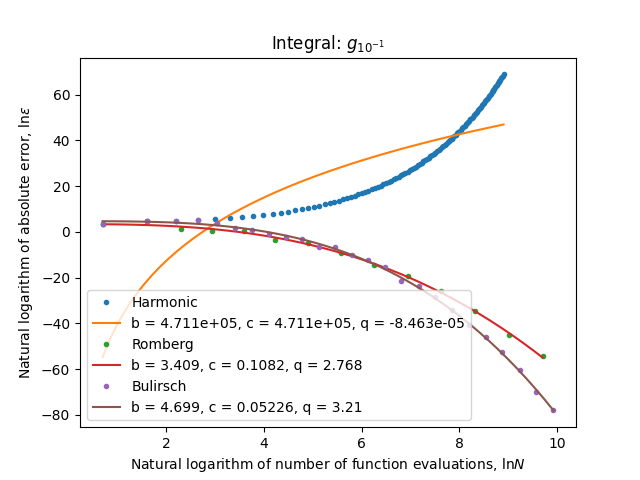 Integral: $g_{10^{-1}}$
Natural logarithm of absolute error, lnε
60
40
20
0
−20
−40
−60
−80
Harmonic
b = 4.711e+05, c = 4.711e+05, q = -8.463e-05
Romberg
b = 3.409, c = 0.1082, q = 2.768
Bulirsch
b = 4.699, c = 0.05226, q = 3.21
2 4 6 8 10
Natural logarithm of number of function evaluations, lnN